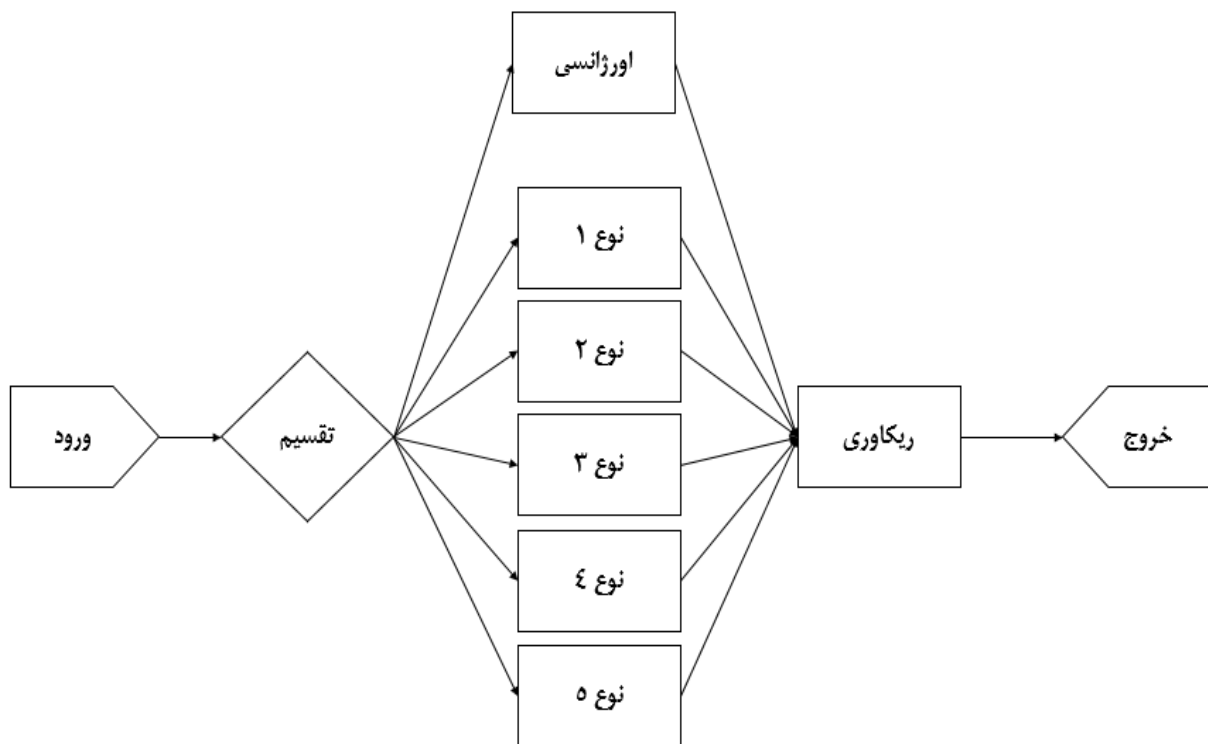 اورژانسی
نوع ۱
نوع ۲
ورود
تقسیم
نوع ۳
ریکاوری
خروج
نوع ٤
نوع ٥